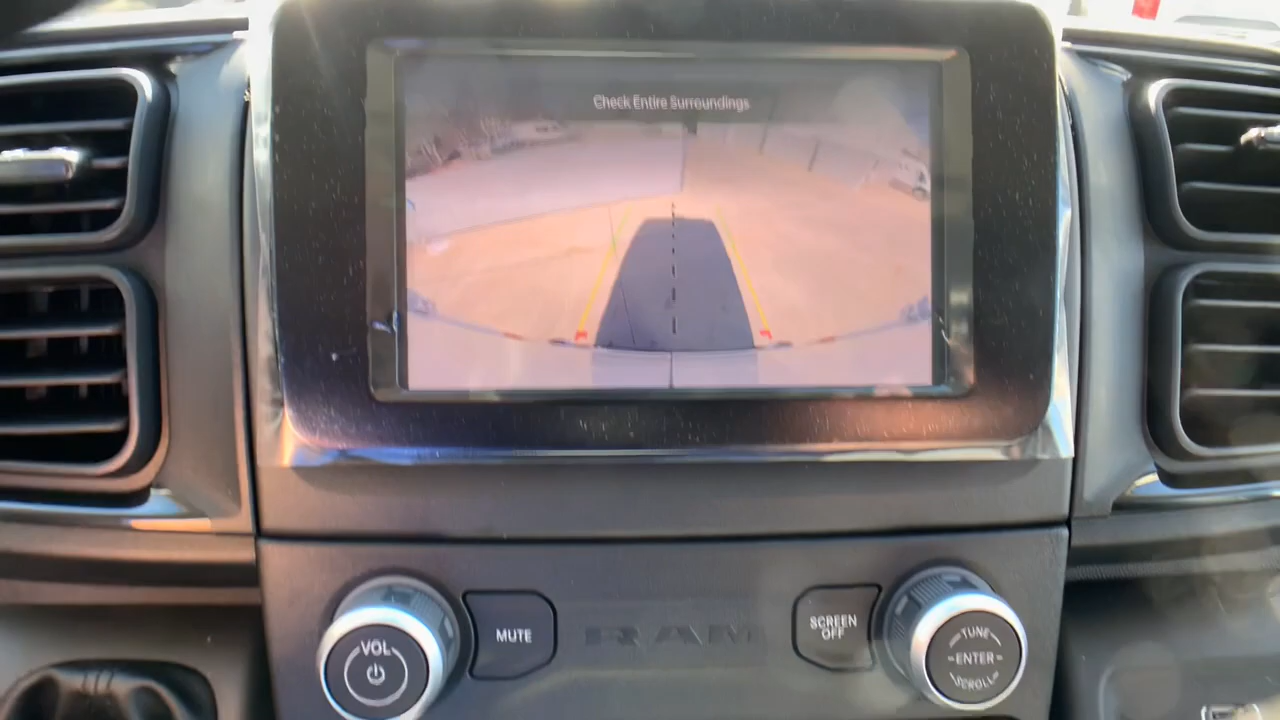 Check Entire Surroundings
VOL
MUTE
RAM
SCREEN
OFF
TUNE
ENTER
SCROLL